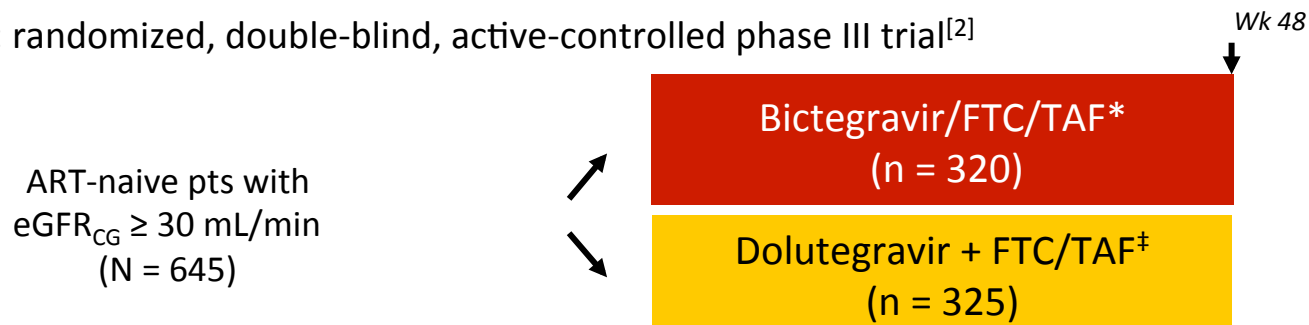 : randomized, double-blind, active-controlled phase III trial[2]
Wk 48
Bictegravir/FTC/TAF*
(n = 320)
ART-naive pts with
eGFRCG ≥ 30 mL/min
(N = 645)
Dolutegravir + FTC/TAF‡
(n = 325)